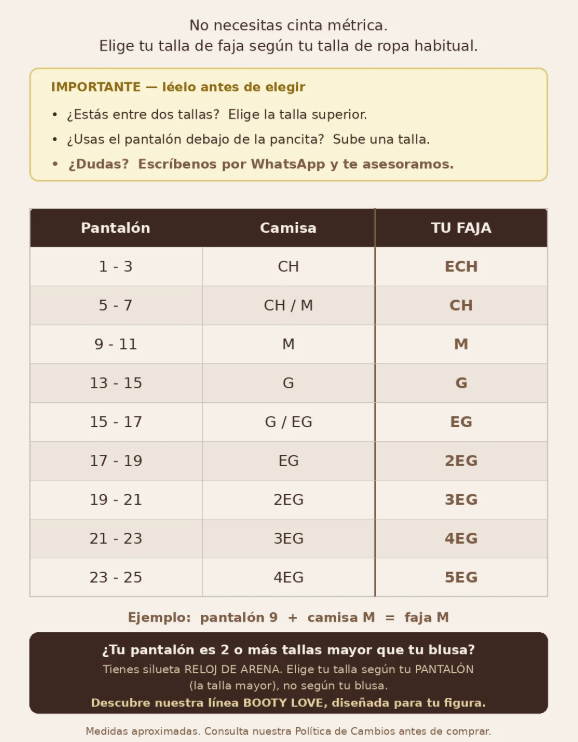 No necesitas cinta métrica.
Elige tu talla de faja según tu talla de ropa habitual.
IMPORTANTE — léelo antes de elegir
• ¿Estás entre dos tallas? Elige la talla superior.
• ¿Usas el pantalón debajo de la pancita? Sube una talla.
• ¿Dudas? Escríbenos por WhatsApp y te asesoramos.
Pantalón Camisa TU FAJA
1 - 3 CH ECH
5 - 7 CH / M CH
9 - 11 M M
13 - 15 G G
15 - 17 G / EG EG
17 - 19 EG 2EG
19 - 21 2EG 3EG
21 - 23 3EG 4EG
23 - 25 4EG 5EG
Ejemplo: pantalón 9 + camisa M = faja M
¿Tu pantalón es 2 o más tallas mayor que tu blusa?
Tienes silueta RELOJ DE ARENA. Elige tu talla según tu PANTALÓN
(la talla mayor), no según tu blusa.
Descubre nuestra línea BOOTY LOVE, diseñada para tu figura.
Medidas aproximadas. Consulta nuestra Política de Cambios antes de comprar.